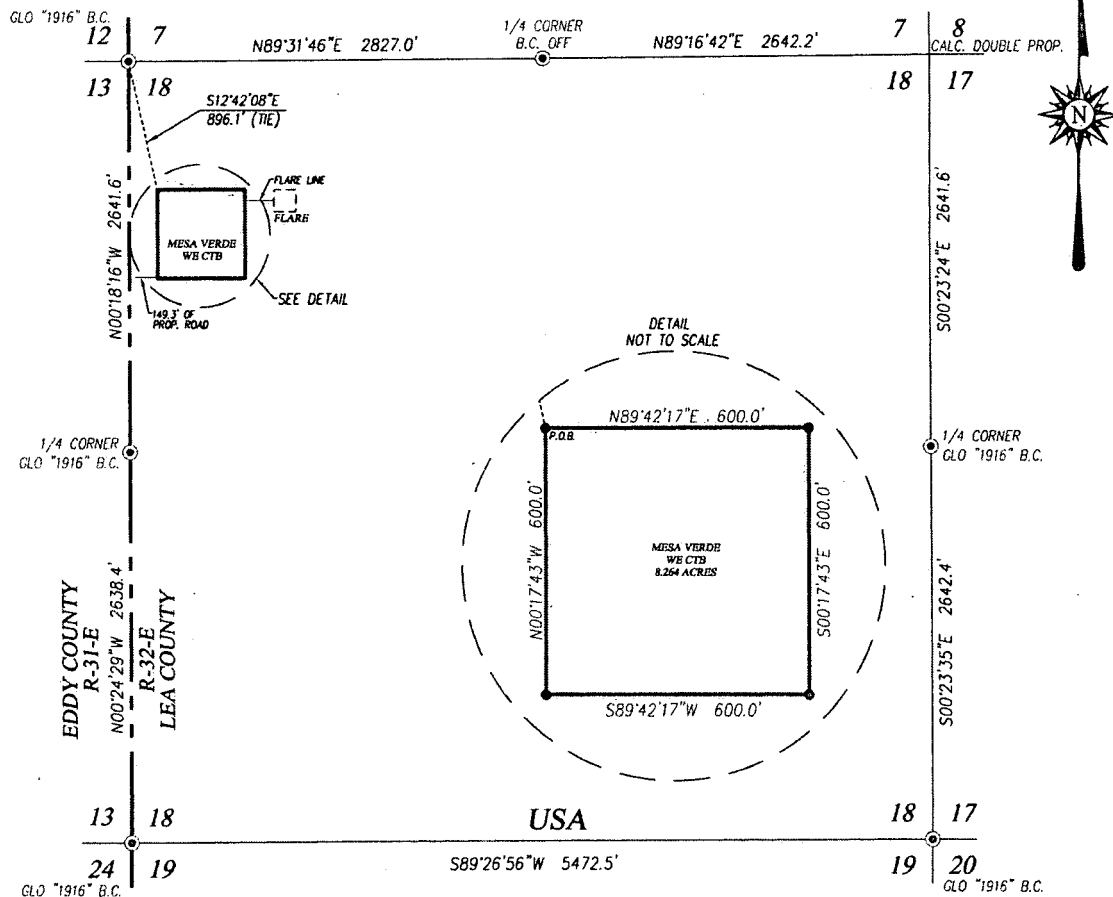 GLO "1916" B.C.
12 7
N89°31'46"E 2827.0'
1/4 CORNER
B.C. OFF
N89°16'42"E 2642.2'
7 8
CALC. DOUBLE PROP.
13 18
18 17
N
S12°42'08"E
896.1' (TIE)
FLARE LINE
FLARE
MESA VERDE
WE CTB
SEE DETAIL
149.3' OF
PROP. ROAD
N00°18'16"W 2641.6'
S00°23'24"E 2641.6'
DETAIL
NOT TO SCALE
N89°42'17"E 600.0'
P.O.B.
N00°17'43"W 600.0'
MESA VERDE
WE CTB
8.264 ACRES
S00°17'43"E 600.0'
S89°42'17"W 600.0'
1/4 CORNER
GLO "1916" B.C.
1/4 CORNER
GLO "1916" B.C.
EDDY COUNTY
R-31-E
N00°24'29"W 2638.4'
R-32-E
LEA COUNTY
S00°23'35"E 2642.4'
13 18
USA
18 17
24 19
S89°26'56"W 5472.5'
19 20
GLO "1916" B.C.
GLO "1916" B.C.